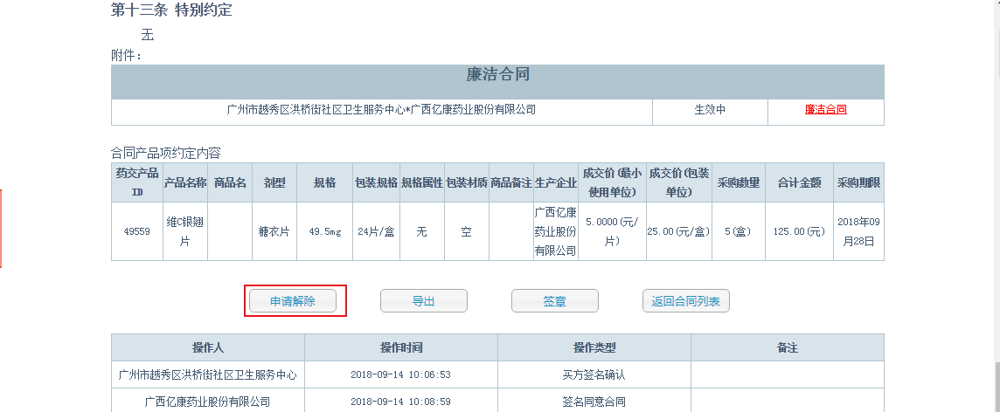 第十三条 特别约定
无
附件：
廉洁合同
广州市越秀区洪桥街社区卫生服务中心*广西亿康药业股份有限公司 生效中 廉洁合同
合同产品项约定内容
药交产品ID 产品名称 商品名 剂型 规格 包装规格 规格属性 包装材质 商品备注 生产企业 成交价(最小使用单位) 成交价(包装单位) 采购数量 合计金额 采购期限
49559 维C银翘片 糖衣片 49.5mg 24片/盒 无 空 广西亿康药业股份有限公司 5.0000(元/片) 25.00(元/盒) 5(盒) 125.00(元) 2018年09月28日
申请解除 导出 签章 返回合同列表
操作人 操作时间 操作类型 备注
广州市越秀区洪桥街社区卫生服务中心 2018-09-14 10:06:53 买方签名确认
广西亿康药业股份有限公司 2018-09-14 10:08:59 签名同意合同